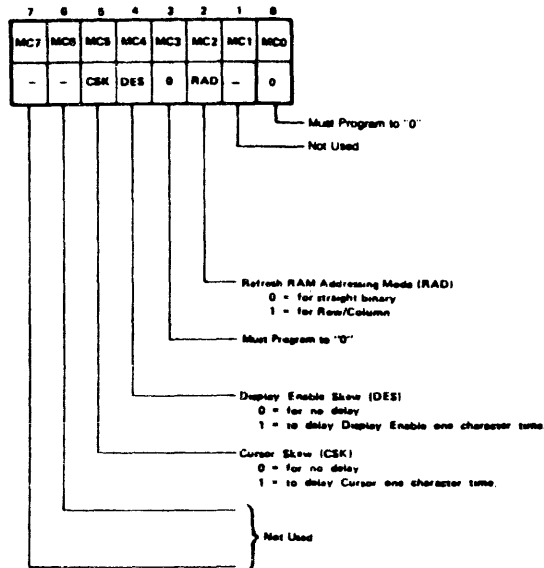 7 6 5 4 3 2 1 0
MC7 MC6 MC5 MC4 MC3 MC2 MC1 MC0
- - CSK DES 0 RAD - 0
Must Program to "0"
Not Used
Refresh RAM Addressing Mode (RAD)
0 = for straight binary
1 = for Row/Column
Must Program to "0"
Display Enable Skew (DES)
0 = for no delay
1 = to delay Display Enable one character time
Cursor Skew (CSK)
0 = for no delay
1 = to delay Cursor one character time.
Not Used